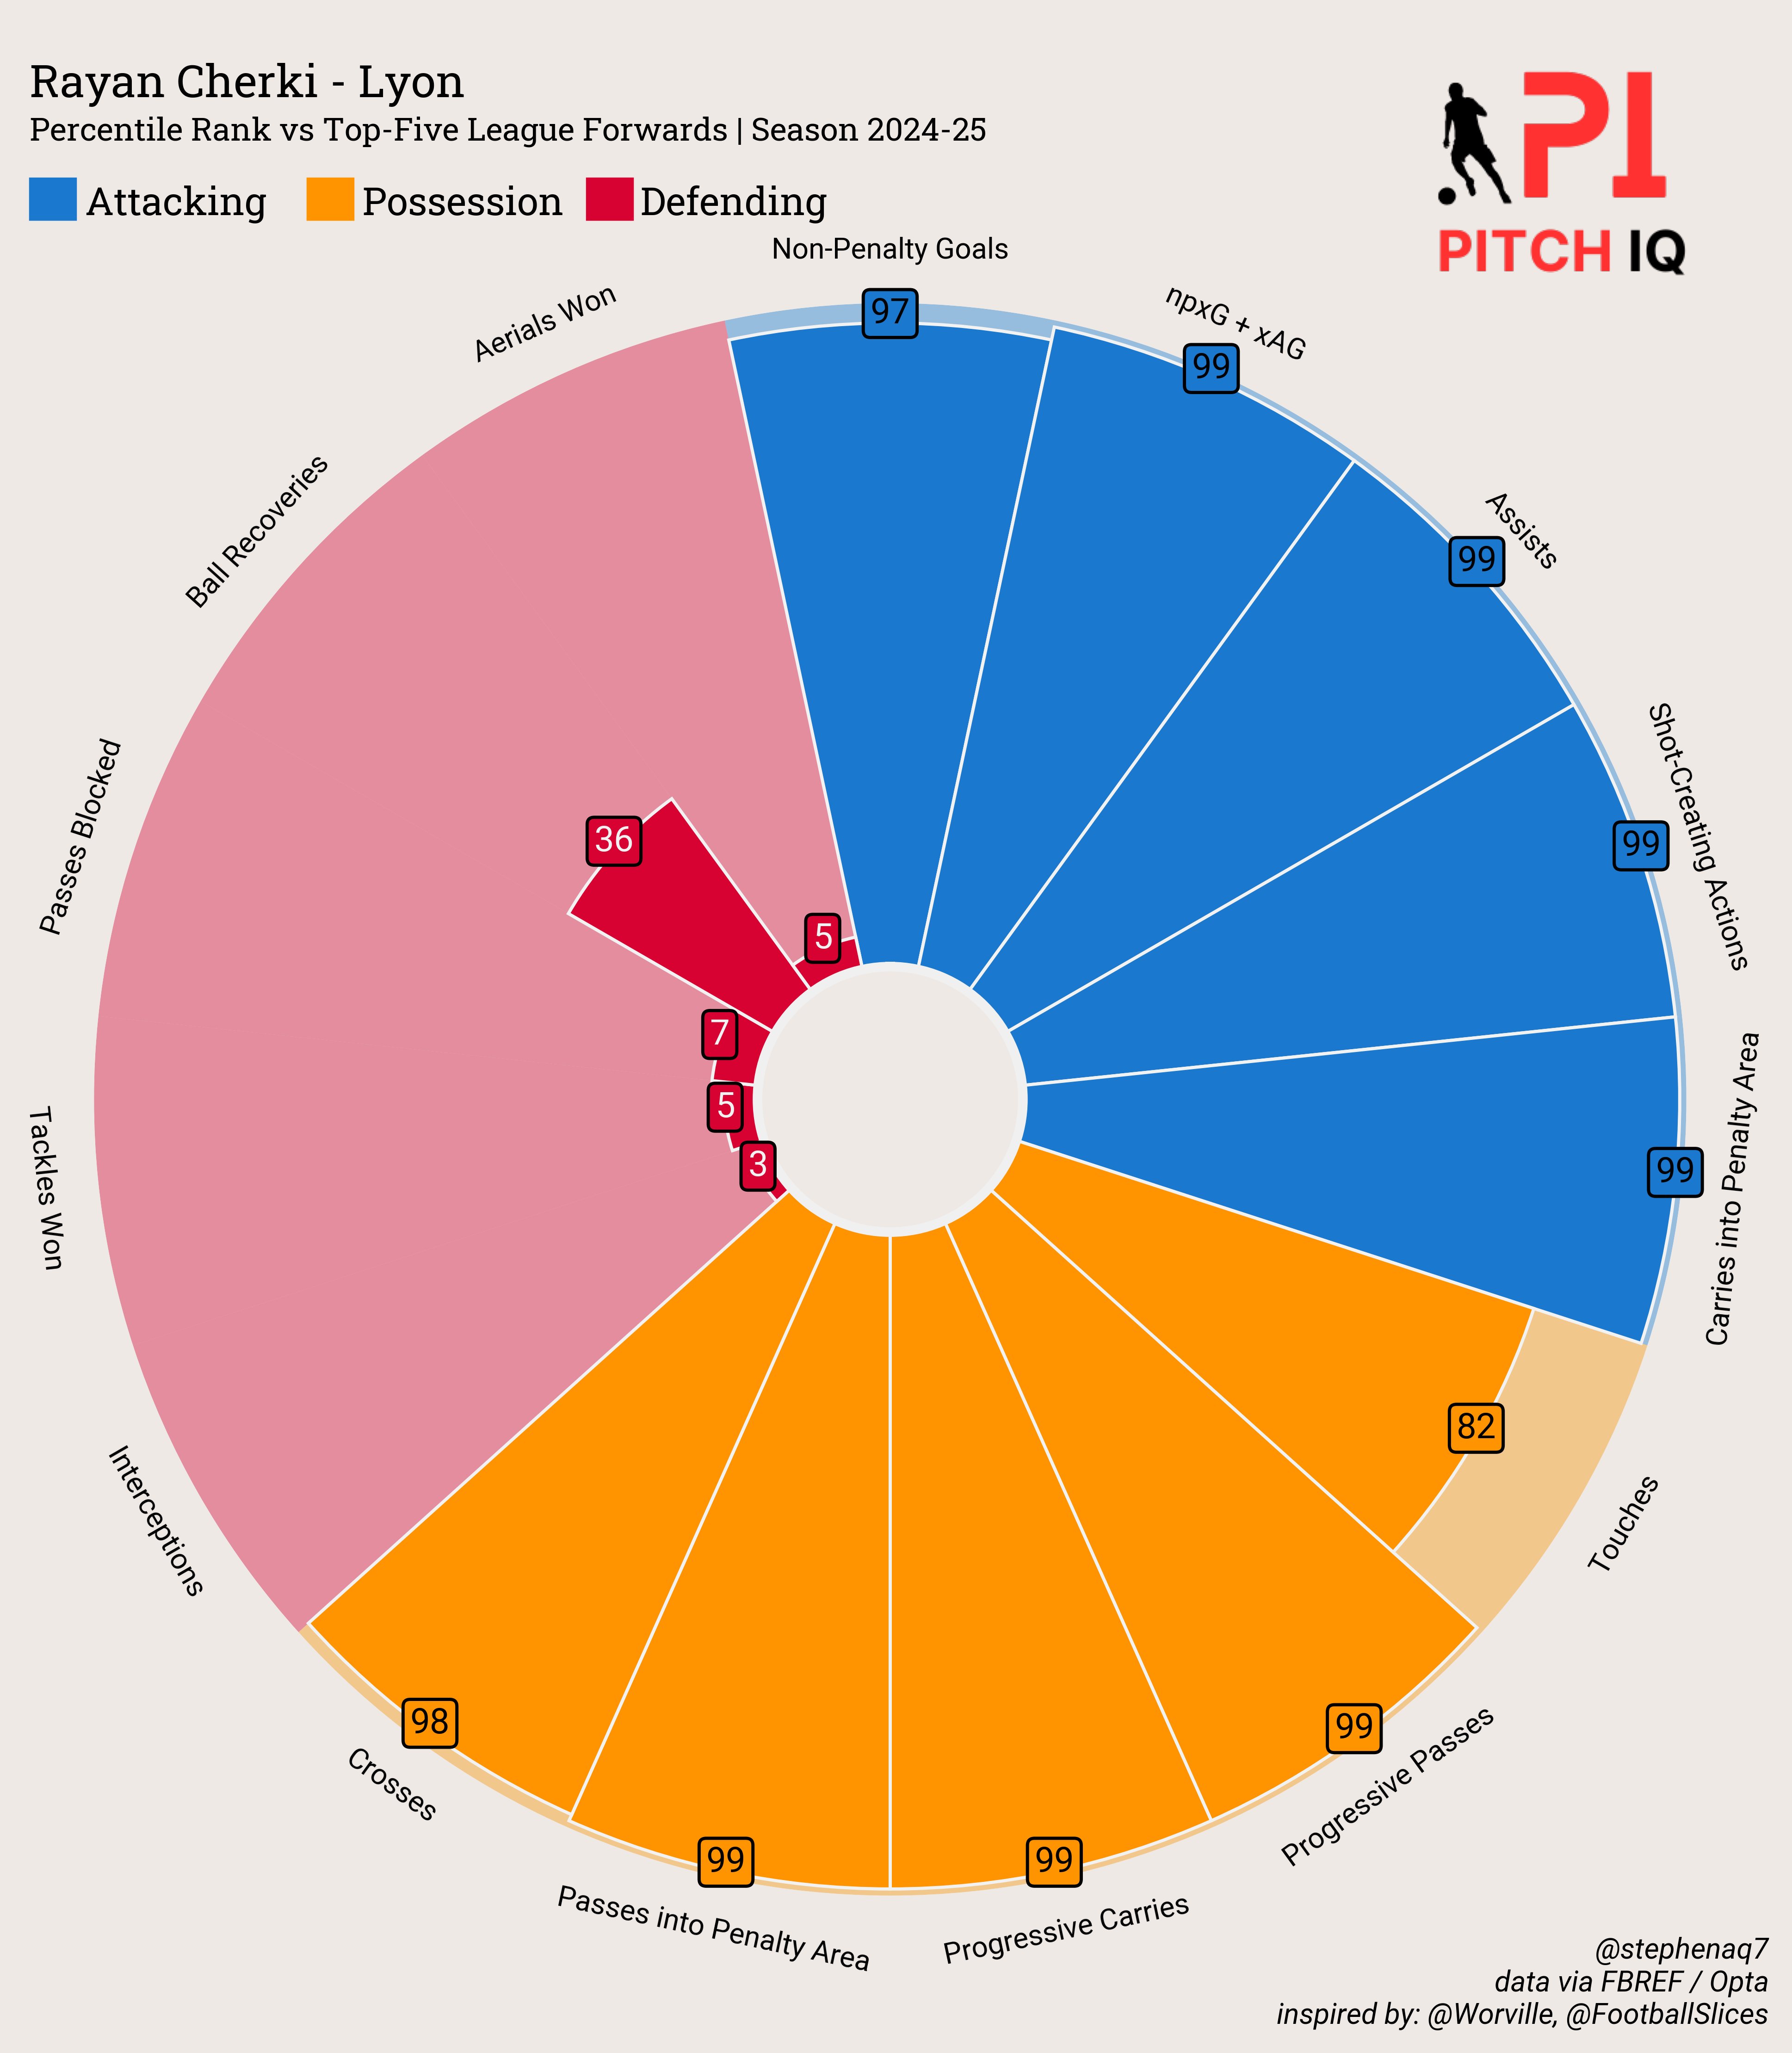 Rayan Cherki - Lyon
Percentile Rank vs Top-Five League Forwards | Season 2024-25
Attacking
Possession
Defending
PI
PITCH IQ
Non-Penalty Goals
97
npxG + xAG
99
Assists
99
Shot-Creating Actions
99
Carries into Penalty Area
99
Touches
82
Progressive Passes
99
Progressive Carries
99
Passes into Penalty Area
99
Crosses
98
Interceptions
3
Tackles Won
5
Passes Blocked
7
Ball Recoveries
36
Aerials Won
5
@stephenaq7
data via FBREF / Opta
inspired by: @Worville, @FootballSlices